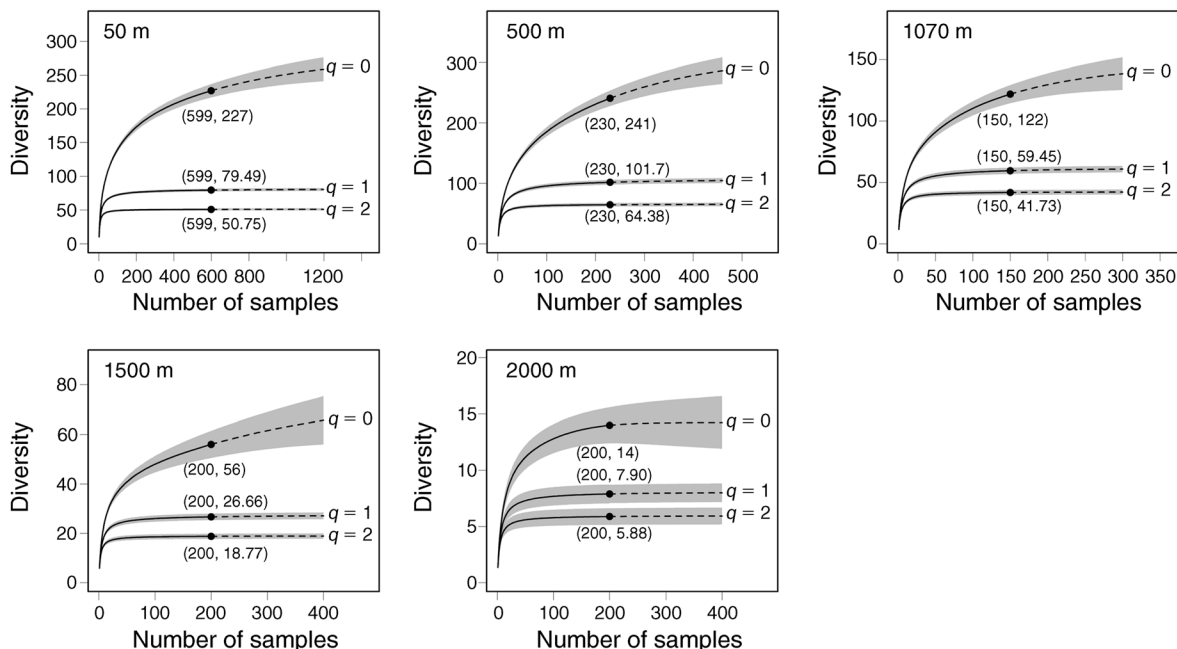 50 m
Diversity
300
250
200
150
100
50
0
q = 0
(599, 227)
(599, 79.49)
q = 1
q = 2
(599, 50.75)
0 200 400 600 800 1200
Number of samples
500 m
Diversity
300
200
100
0
q = 0
(230, 241)
(230, 101.7)
q = 1
q = 2
(230, 64.38)
0 100 200 300 400 500
Number of samples
1070 m
Diversity
150
100
50
0
q = 0
(150, 122)
(150, 59.45)
q = 1
q = 2
(150, 41.73)
0 50 100 150 200 250 300 350
Number of samples
1500 m
Diversity
80
60
40
20
0
q = 0
(200, 56)
(200, 26.66)
q = 1
q = 2
(200, 18.77)
0 100 200 300 400
Number of samples
2000 m
Diversity
20
15
10
5
0
q = 0
(200, 14)
(200, 7.90)
q = 1
q = 2
(200, 5.88)
0 100 200 300 400
Number of samples